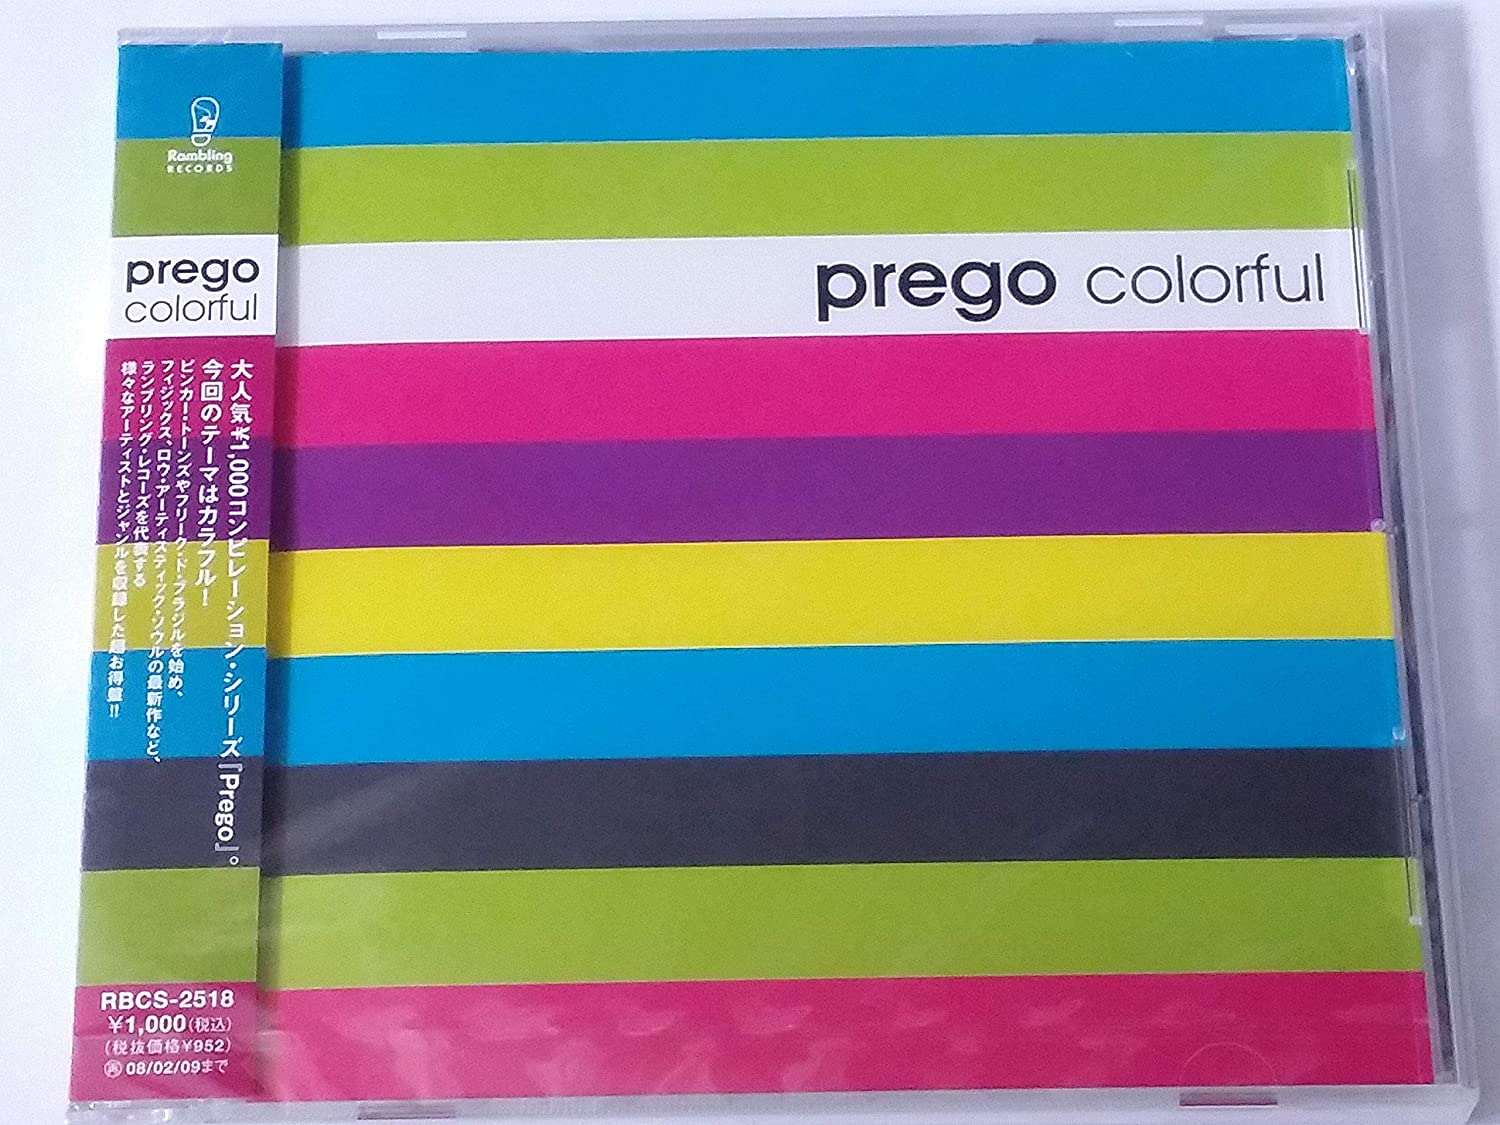 Rambling
RECORDS
prego
colorful
大人気¥1,000コンピレーション・シリーズ『Prego』。
今回のテーマはカラフル!
ピンカー・トーンズやフリーク・ド・ブラジルを始め、
フィジックス、ロウ・アーティスティック・ソウルの最新作など、
ランブリング・レコーズを代表する
様々なアーティストとジャンルを収録した超お得盤!!
RBCS-2518
¥1,000(税込)
(税抜価格¥952)
再 08/02/09まで
prego colorful